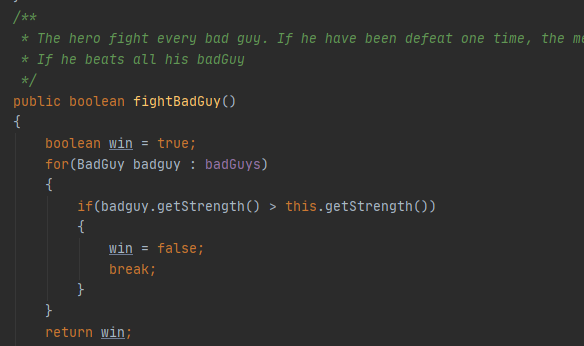 /**
* The hero fight every bad guy. If he have been defeat one time, the
* If he beats all his badGuy
*/
public boolean fightBadGuy()
{
boolean win = true;
for(BadGuy badguy : badGuys)
{
if(badguy.getStrength() > this.getStrength())
{
win = false;
break;
}
}
return win;